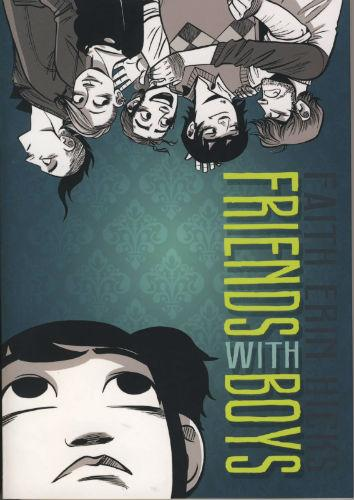 FAITH ERIN HICKS
FRIENDS
WITH
BOYS